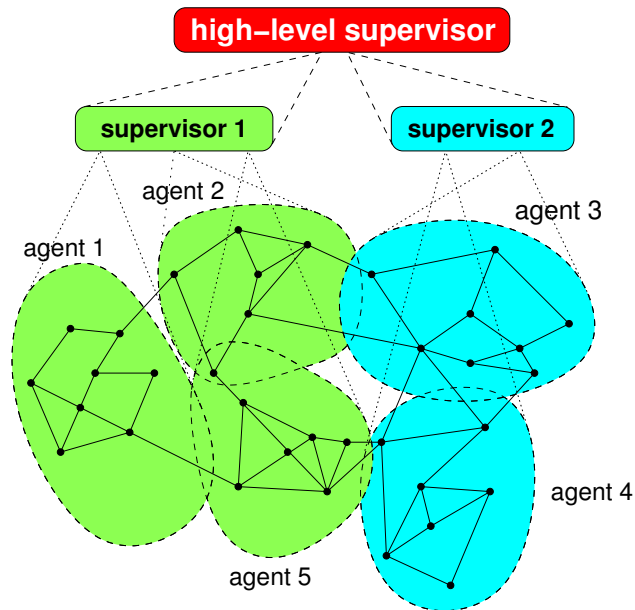 high–level supervisor
supervisor 1
supervisor 2
agent 2
agent 3
agent 1
agent 4
agent 5